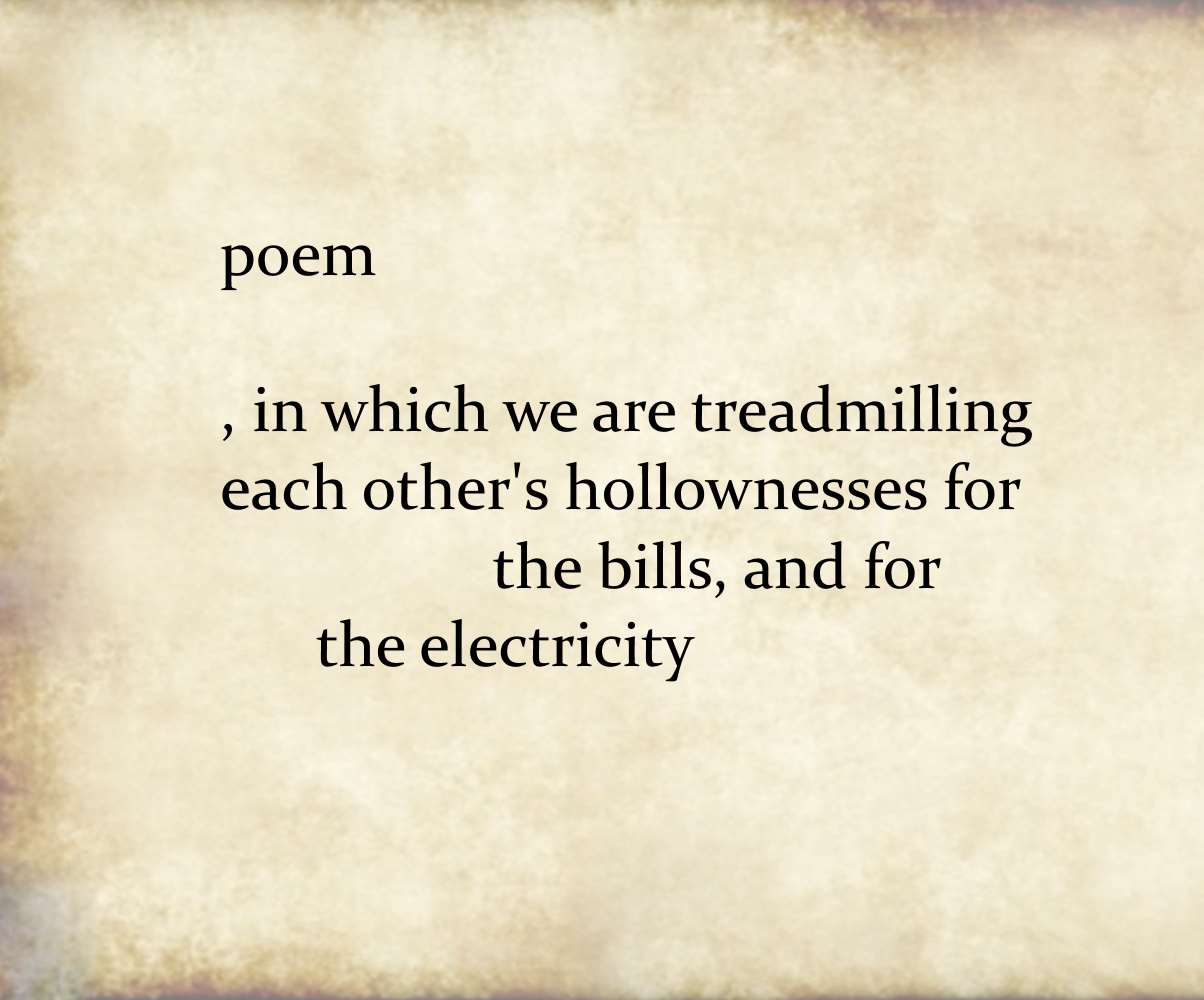 poem
, in which we are treadmilling
each other's hollownesses for
the bills, and for
the electricity